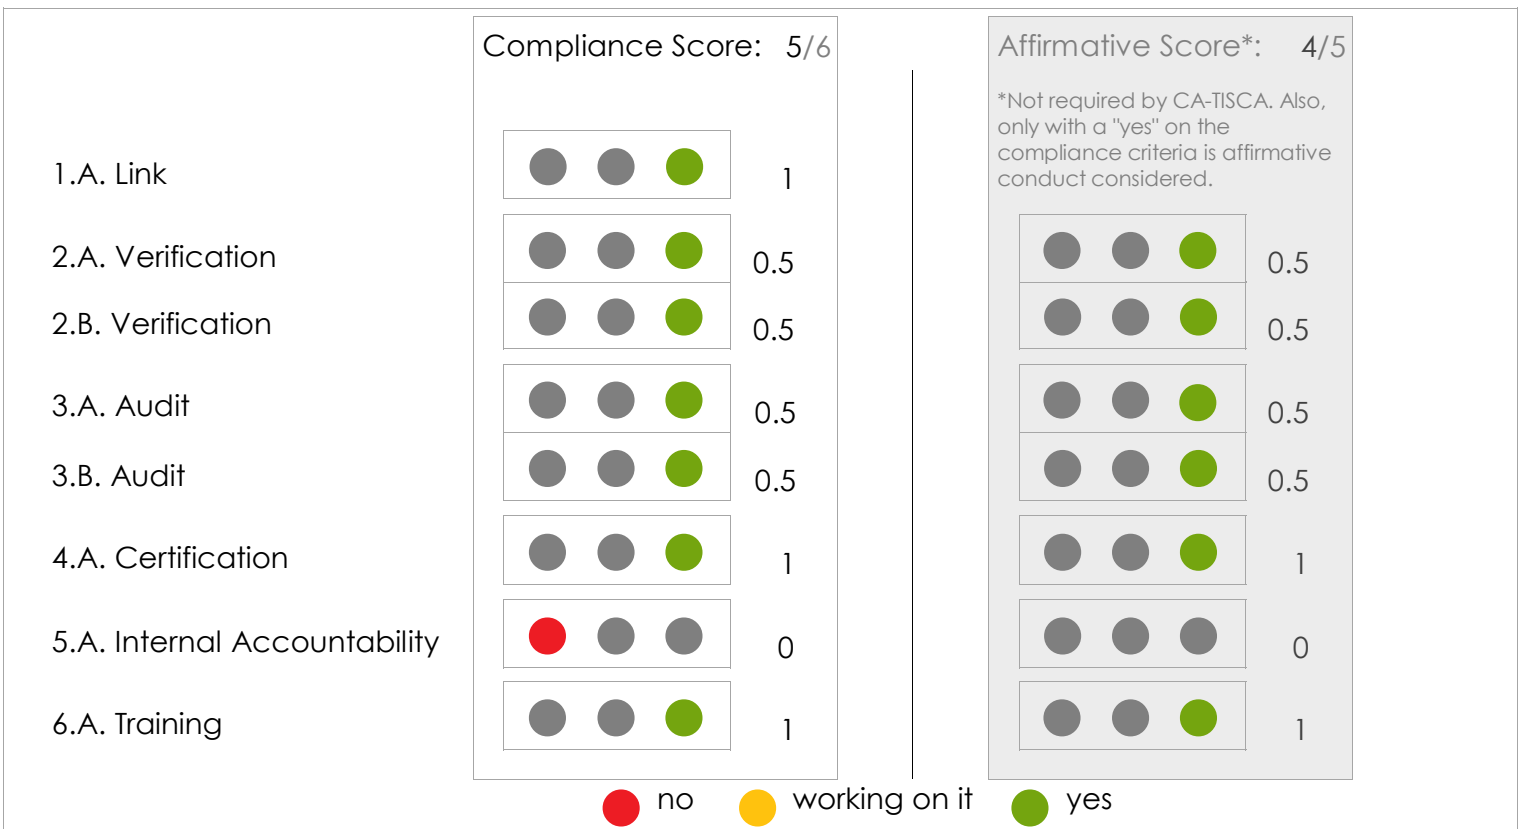 Compliance Score: 5/6
Affirmative Score*: 4/5
*Not required by CA-TISCA. Also,
only with a "yes" on the
compliance criteria is affirmative
conduct considered.
1.A. Link 1
2.A. Verification 0.5 0.5
2.B. Verification 0.5 0.5
3.A. Audit 0.5 0.5
3.B. Audit 0.5 0.5
4.A. Certification 1 1
5.A. Internal Accountability 0 0
6.A. Training 1 1
no working on it yes